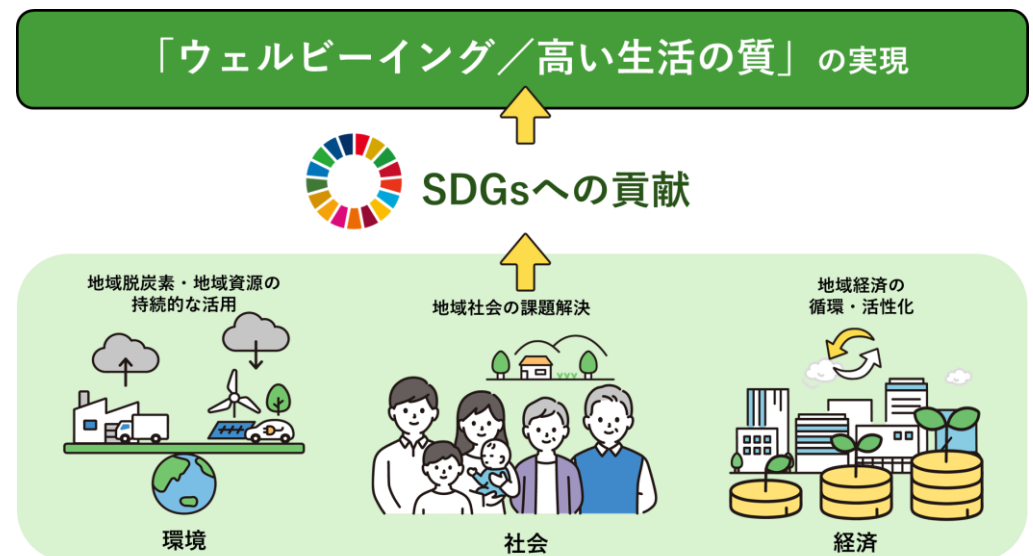 「ウェルビーイング／高い生活の質」の実現
SDGsへの貢献
地域脱炭素・地域資源の
持続的な活用
地域社会の課題解決
地域経済の
循環・活性化
環境
社会
経済